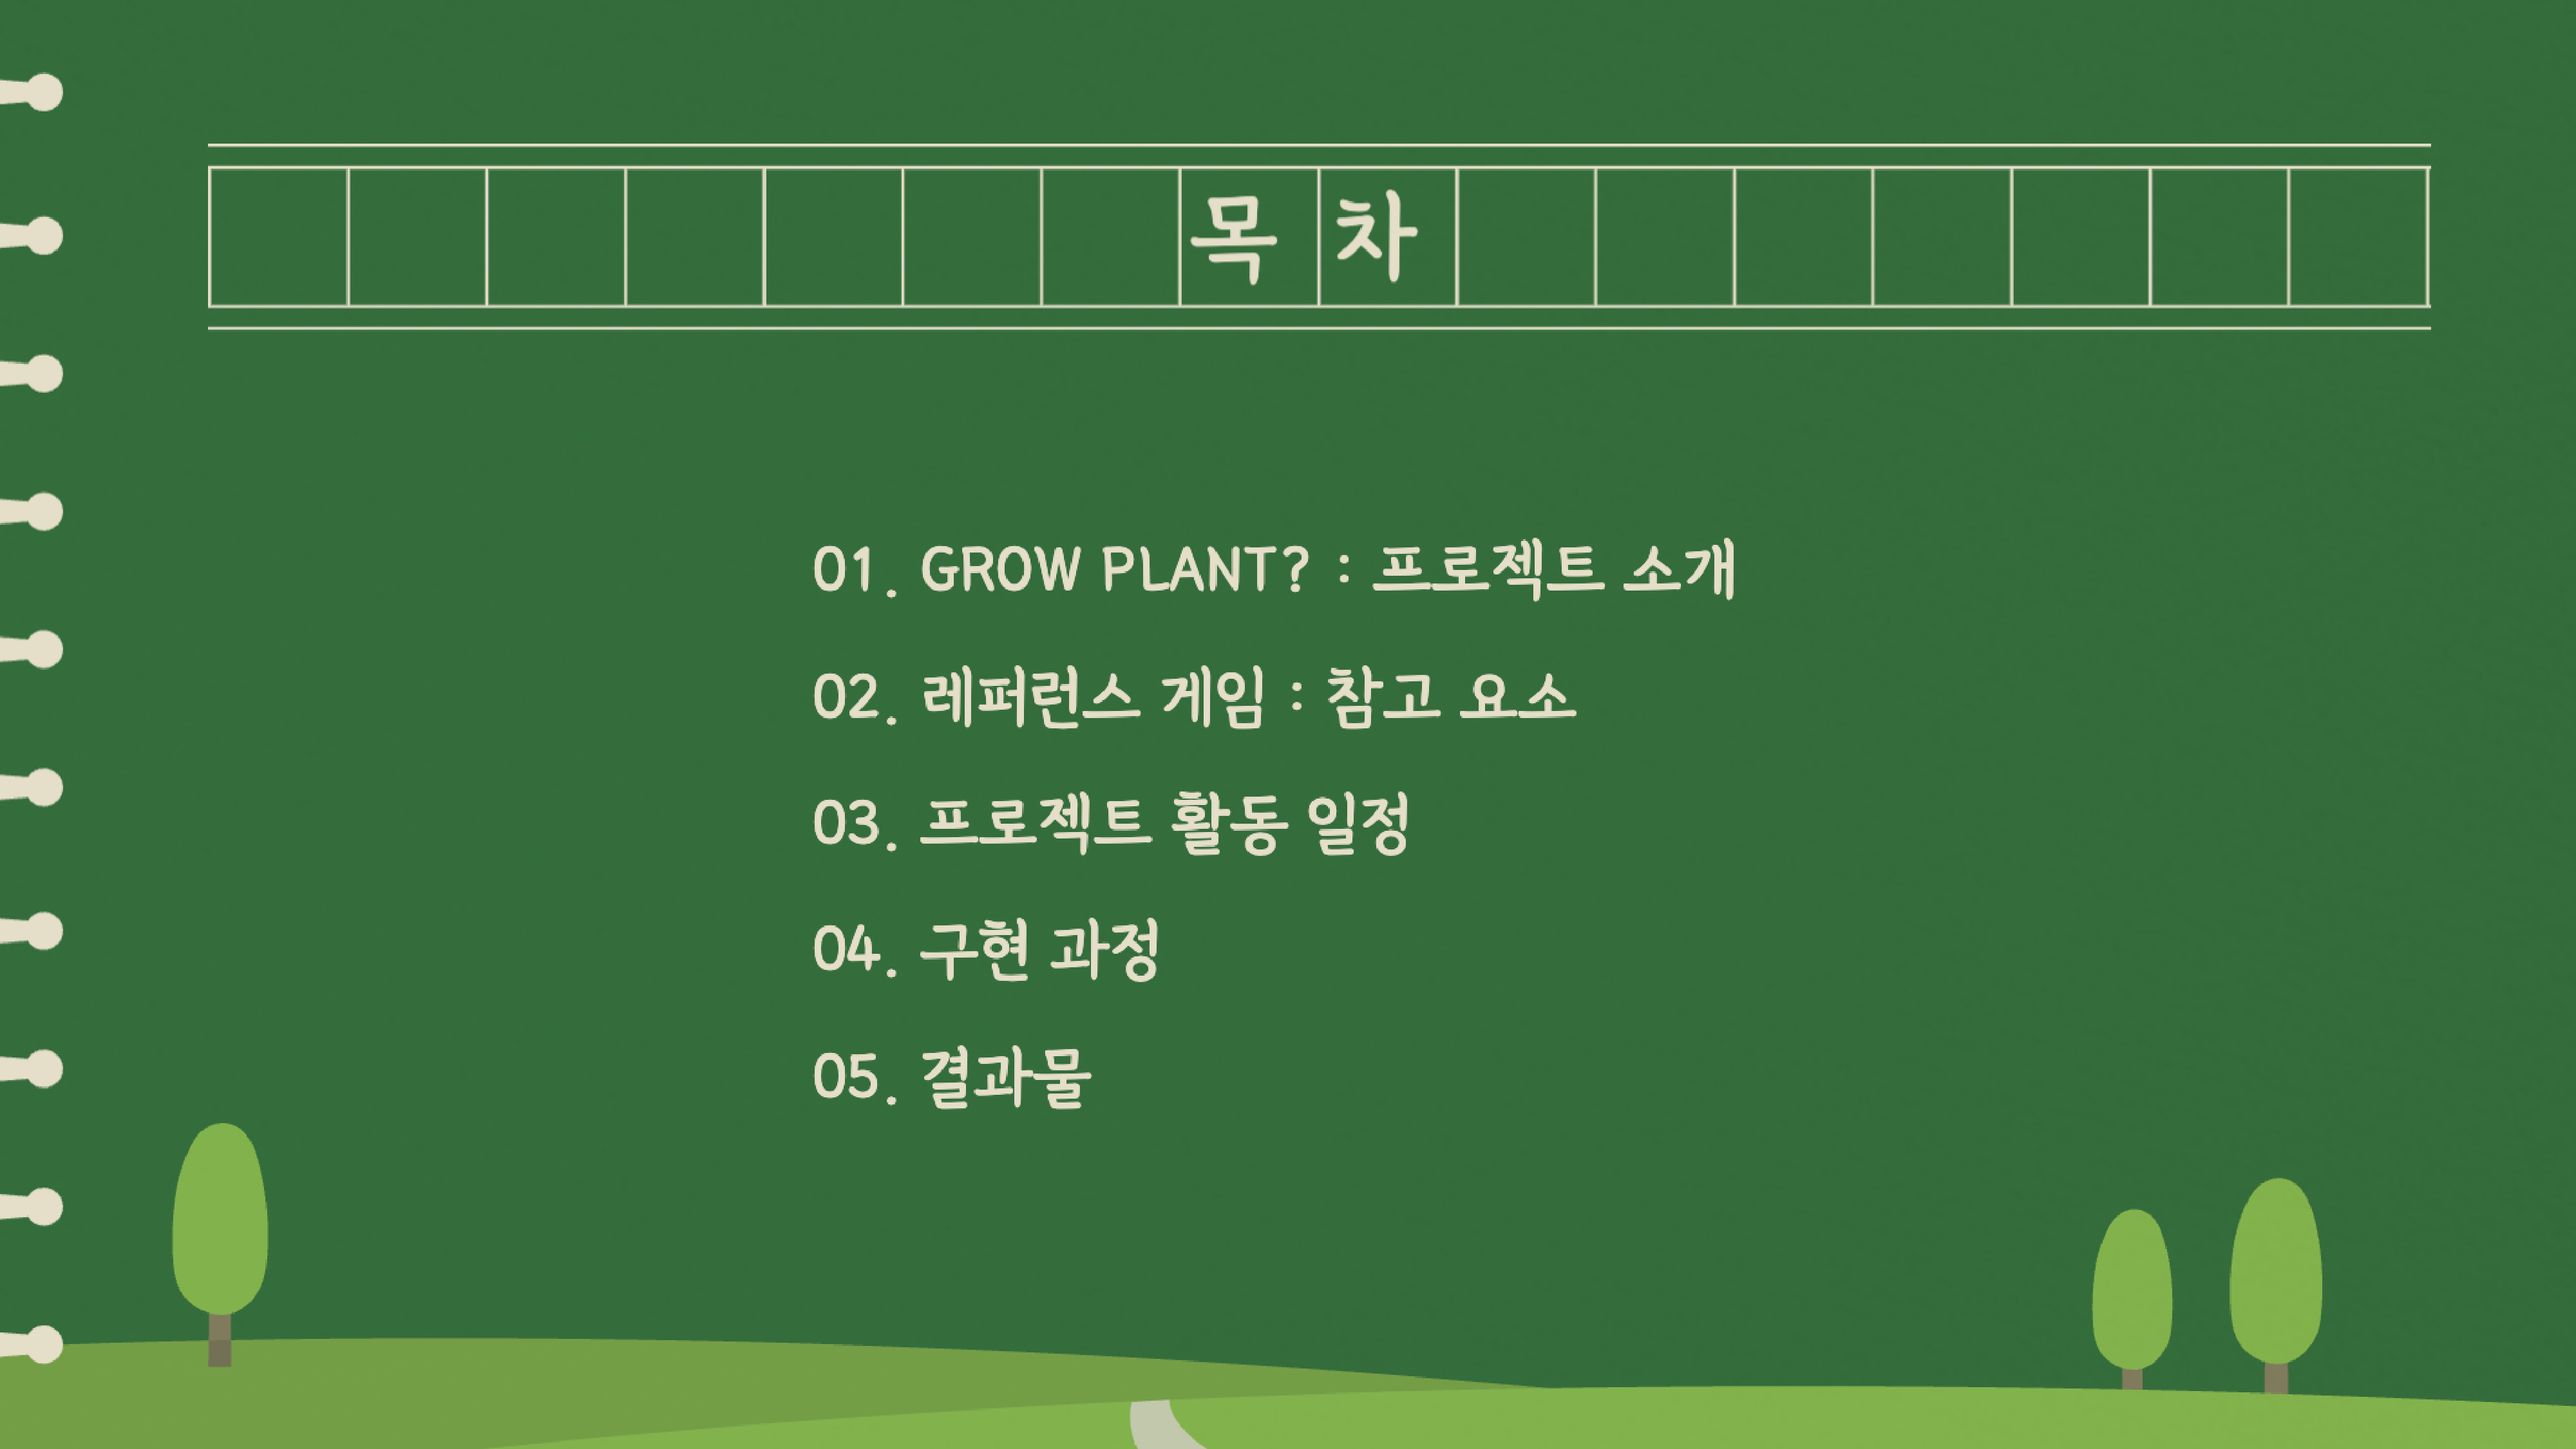 목차
01. GROW PLANT? : 프로젝트 소개
02. 레퍼런스 게임 : 참고 요소
03. 프로젝트 활동 일정
04. 구현 과정
05. 결과물